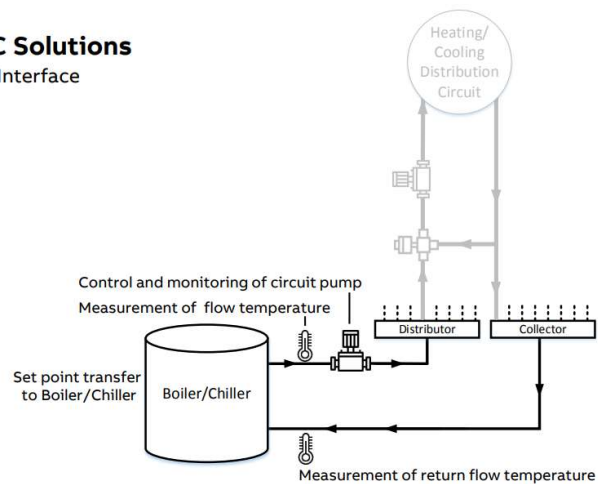 C Solutions
Interface
Heating/
Cooling
Distribution
Circuit
Control and monitoring of circuit pump
Measurement of flow temperature
Distributor
Collector
Set point transfer
to Boiler/Chiller
Boiler/Chiller
Measurement of return flow temperature